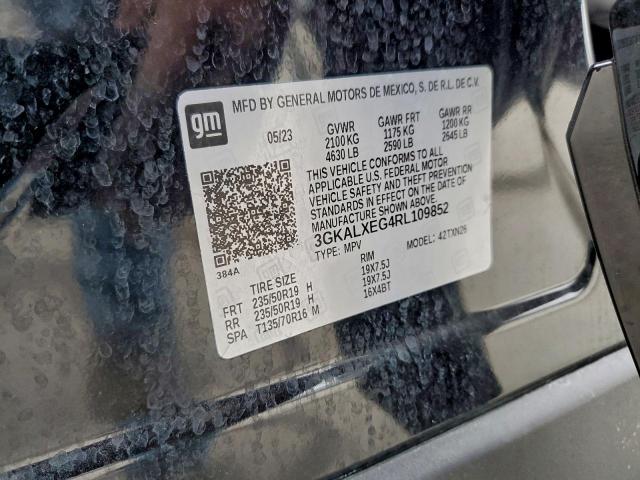 gm
MFD BY GENERAL MOTORS DE MEXICO, S. DE R.L. DE C.V.
05/23 GVWR GAWR FRT GAWR RR
2100 KG 1175 KG 1200 KG
4630 LB 2590 LB 2645 LB
THIS VEHICLE CONFORMS TO ALL
APPLICABLE U.S. FEDERAL MOTOR
VEHICLE SAFETY AND THEFT PREVENTION
STANDARDS IN EFFECT ON THE DATE OF
MANUFACTURE SHOWN ABOVE.
3GKALXEG4RL109852
TYPE: MPV MODEL: 42TXN26
384A
TIRE SIZE RIM
FRT 235/50R19 H 19X7.5J
RR 235/50R19 H 19X7.5J
SPA T135/70R16 M 16X4BT